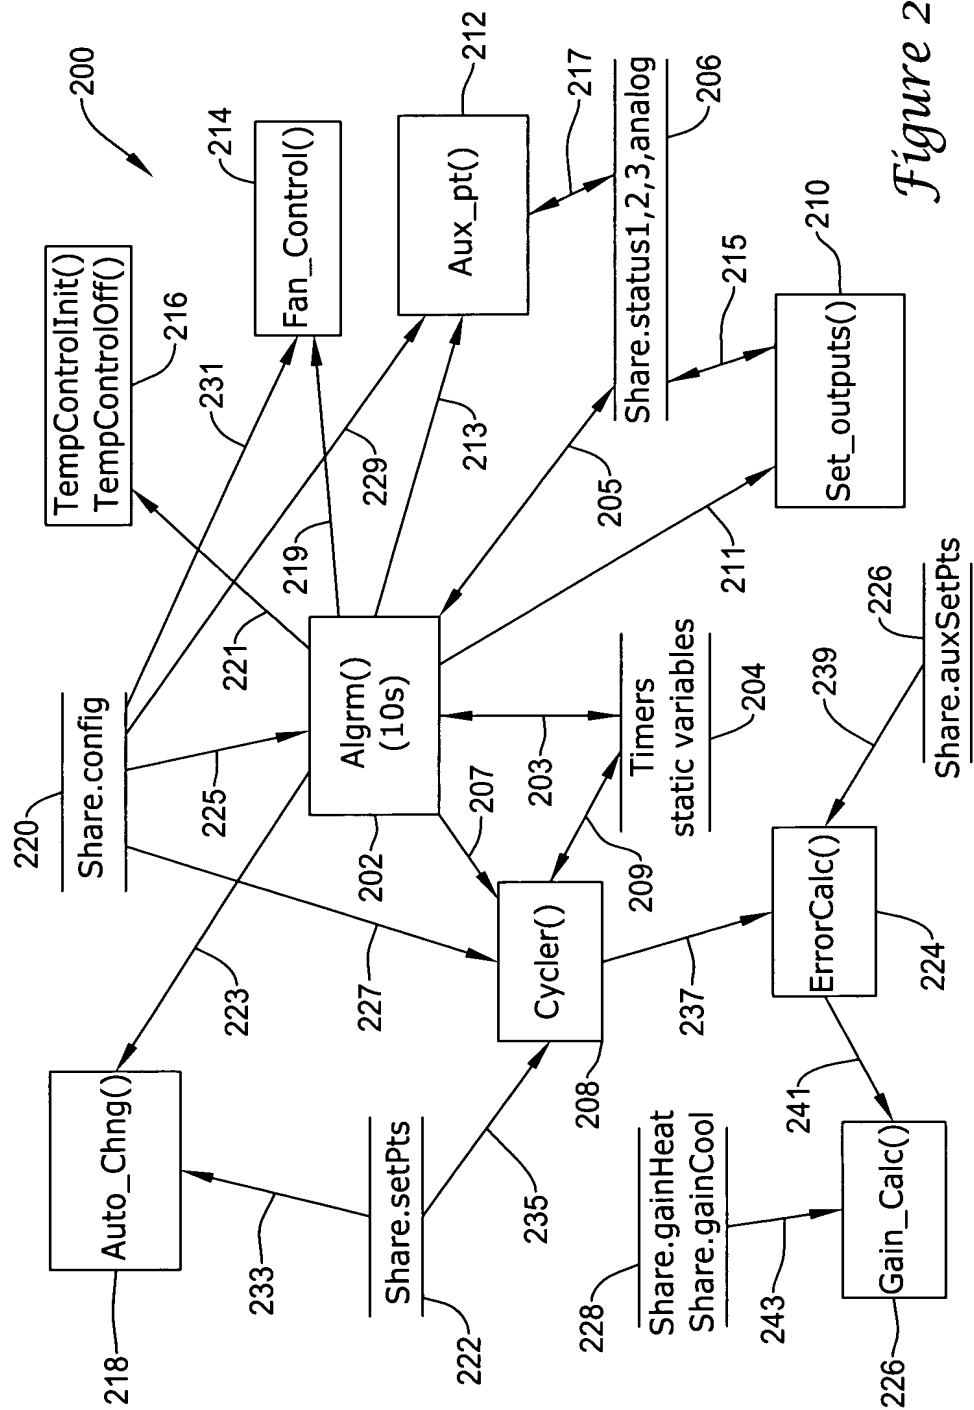 200
220
Share.config
TempControlInit()
TempControlOff()
216
214
Fan_Control()
231
218
Auto_Chng()
223
225
221
219
229
212
Aux_pt()
233
227
202
Algrm()
(10s)
213
217
222
Share.setPts
235
207
203
205
Share.status1,2,3,analog
206
208
Cycler()
209
Timers
static variables
204
211
215
228
Share.gainHeat
Share.gainCool
237
Set_outputs()
210
243
241
ErrorCalc()
224
239
226
Share.auxSetPts
226
Gain_Calc()
Figure 2